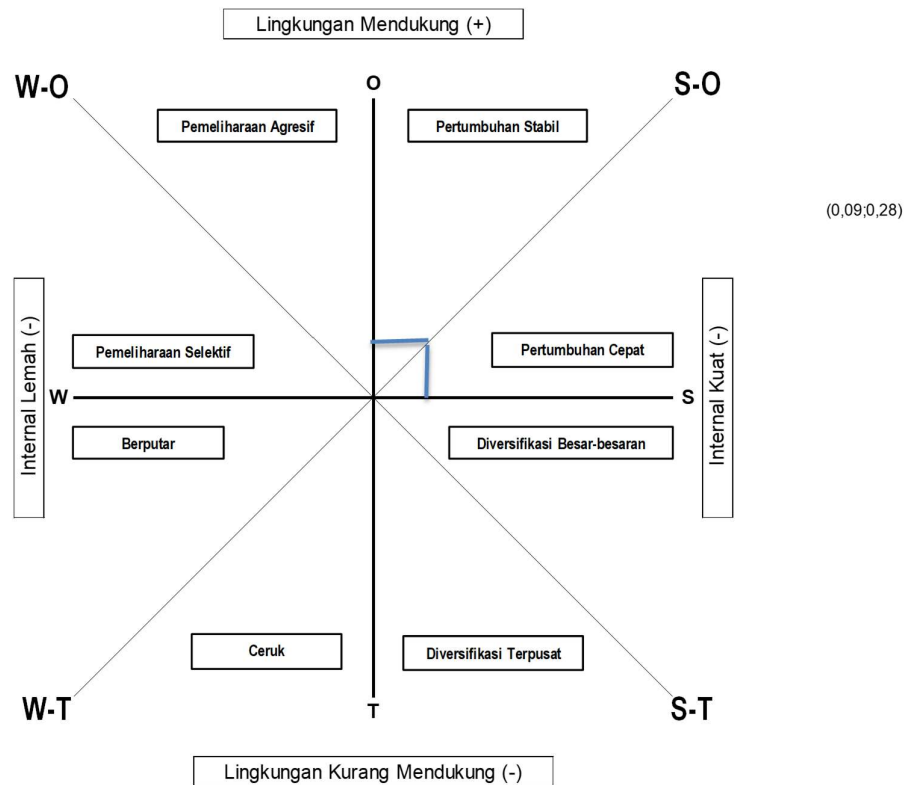 Lingkungan Mendukung (+)
W-O
O
S-O
Pemeliharaan Agresif
Pertumbuhan Stabil
(0,09;0,28)
Internal Lemah (-)
Pemeliharaan Selektif
Pertumbuhan Cepat
Internal Kuat (-)
W
S
Berputar
Diversifikasi Besar-besaran
Ceruk
Diversifikasi Terpusat
W-T
T
S-T
Lingkungan Kurang Mendukung (-)